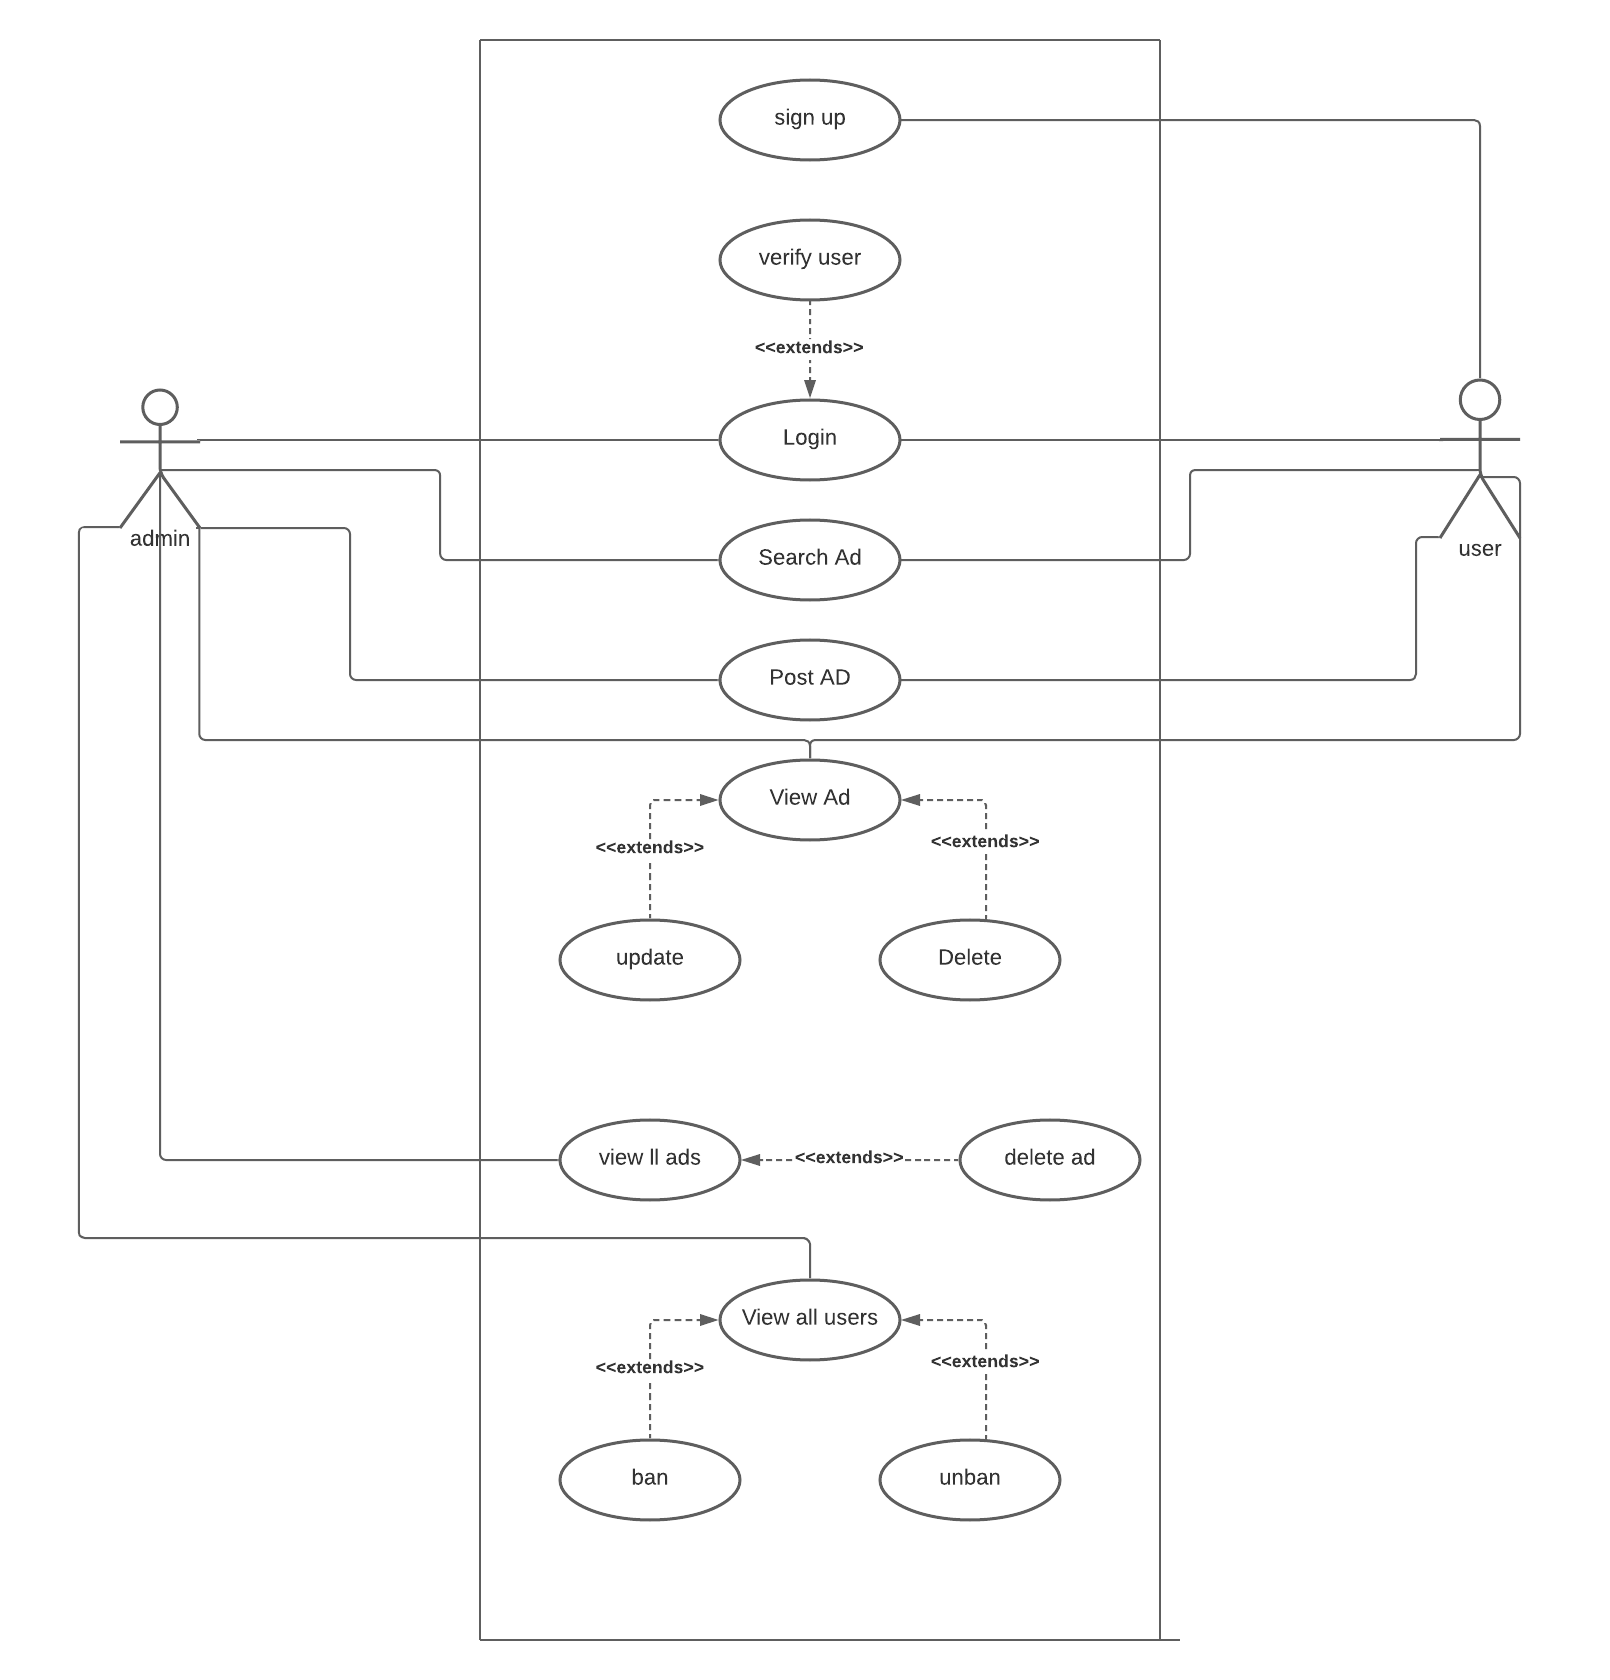 sign up
verify user
<<extends>>
Login
admin
user
Search Ad
Post AD
View Ad
<<extends>>
<<extends>>
update
Delete
view ll ads
<<extends>>
delete ad
View all users
<<extends>>
<<extends>>
ban
unban